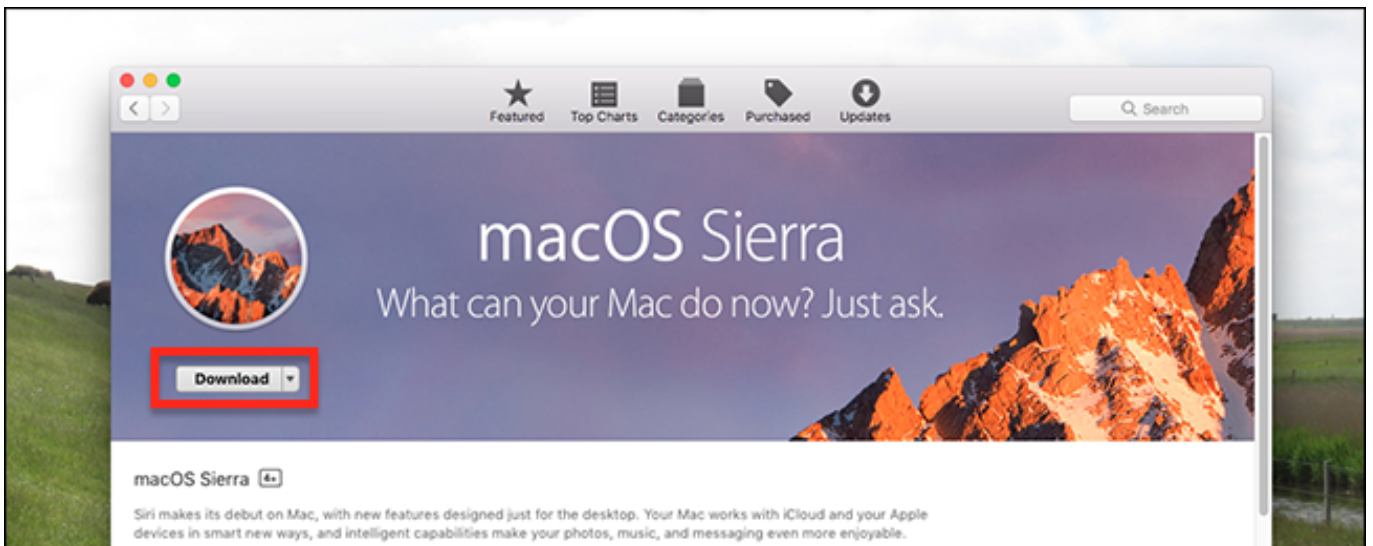 Featured Top Charts Categories Purchased Updates
Search
macOS Sierra
What can your Mac do now? Just ask.
Download
macOS Sierra 4+
Siri makes its debut on Mac, with new features designed just for the desktop. Your Mac works with iCloud and your Apple
devices in smart new ways, and intelligent capabilities make your photos, music, and messaging even more enjoyable.